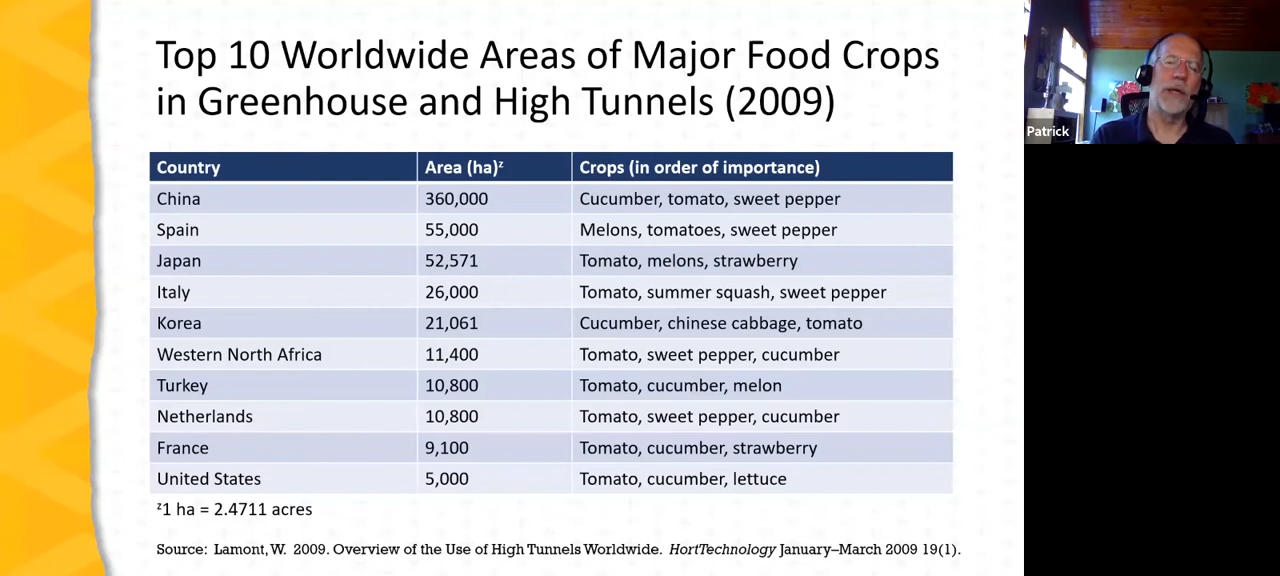 Top 10 Worldwide Areas of Major Food Crops
in Greenhouse and High Tunnels (2009)
Country Area (ha)ᶻ Crops (in order of importance)
China 360,000 Cucumber, tomato, sweet pepper
Spain 55,000 Melons, tomatoes, sweet pepper
Japan 52,571 Tomato, melons, strawberry
Italy 26,000 Tomato, summer squash, sweet pepper
Korea 21,061 Cucumber, chinese cabbage, tomato
Western North Africa 11,400 Tomato, sweet pepper, cucumber
Turkey 10,800 Tomato, cucumber, melon
Netherlands 10,800 Tomato, sweet pepper, cucumber
France 9,100 Tomato, cucumber, strawberry
United States 5,000 Tomato, cucumber, lettuce
ᶻ1 ha = 2.4711 acres
Source: Lamont, W. 2009. Overview of the Use of High Tunnels Worldwide. HortTechnology January–March 2009 19(1).
Patrick